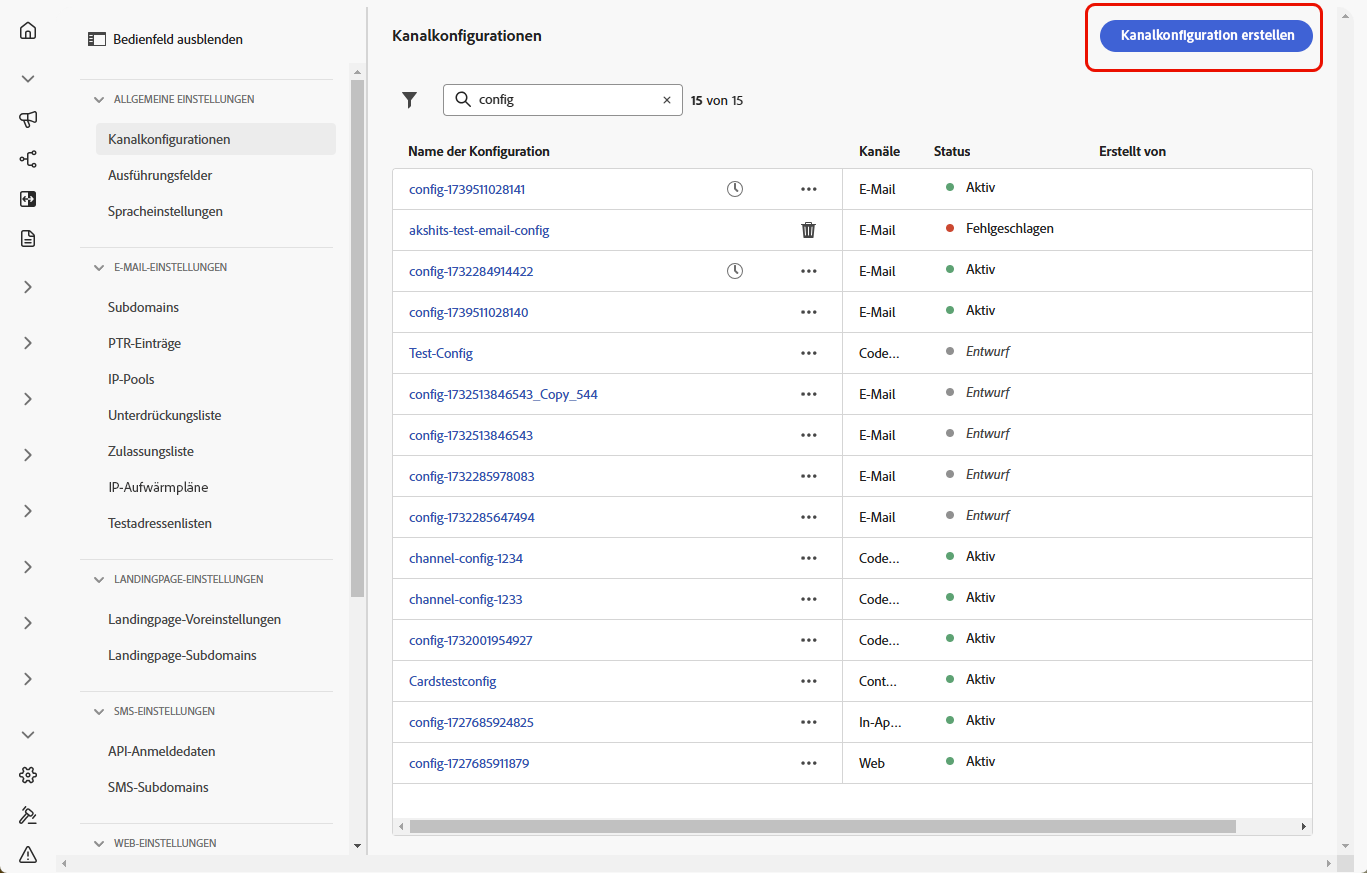 Bedienfeld ausblenden
ALLGEMEINE EINSTELLUNGEN
Kanalkonfigurationen
Ausführungsfelder
Spracheinstellungen
E-MAIL-EINSTELLUNGEN
Subdomains
PTR-Einträge
IP-Pools
Unterdrückungsliste
Zulassungsliste
IP-Aufwärmpläne
Testadressenlisten
LANDINGPAGE-EINSTELLUNGEN
Landingpage-Voreinstellungen
Landingpage-Subdomains
SMS-EINSTELLUNGEN
API-Anmeldedaten
SMS-Subdomains
WEB-EINSTELLUNGEN
Kanalkonfigurationen
Kanalkonfiguration erstellen
config 15 von 15
Name der Konfiguration Kanäle Status Erstellt von
config-1739511028141 E-Mail Aktiv
akshits-test-email-config E-Mail Fehlgeschlagen
config-1732284914422 E-Mail Aktiv
config-1739511028140 E-Mail Aktiv
Test-Config Code... Entwurf
config-1732513846543_Copy_544 E-Mail Entwurf
config-1732513846543 E-Mail Entwurf
config-1732285978083 E-Mail Entwurf
config-1732285647494 E-Mail Entwurf
channel-config-1234 Code... Aktiv
channel-config-1233 Code... Aktiv
config-1732001954927 Code... Aktiv
Cardstestconfig Cont... Aktiv
config-1727685924825 In-Ap... Aktiv
config-1727685911879 Web Aktiv